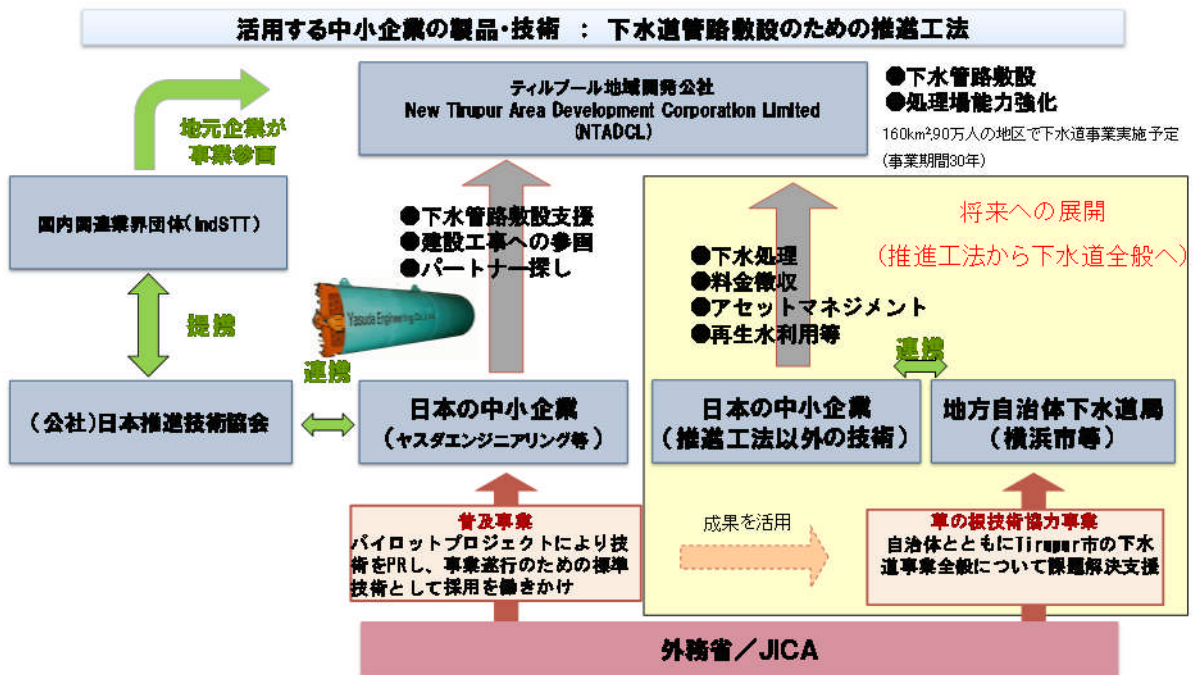 活用する中小企業の製品・技術 : 下水道管路敷設のための推進工法
ティルプール地域開発公社
New Tirupur Area Development Corporation Limited
(NTADCL)
●下水管路敷設
●処理場能力強化
160km²,90万人の地区で下水道事業実施予定
(事業期間30年)
地元企業が
事業参画
国内関連業界団体(IndSTT)
●下水管路敷設支援
●建設工事への参画
●パートナー探し
将来への展開
(推進工法から下水道全般へ)
●下水処理
●料金徴収
●アセットマネジメント
●再生水利用等
Yasuda Engineering Co.,Ltd.
提携
連携
連携
(公社)日本推進技術協会
日本の中小企業
(ヤスダエンジニアリング等)
日本の中小企業
(推進工法以外の技術)
地方自治体下水道局
(横浜市等)
普及事業
パイロットプロジェクトにより技
術をPRし、事業遂行のための標準
技術として採用を働きかけ
成果を活用
草の根技術協力事業
自治体とともにTirupur市の下水
道事業全般について課題解決支援
外務省/JICA